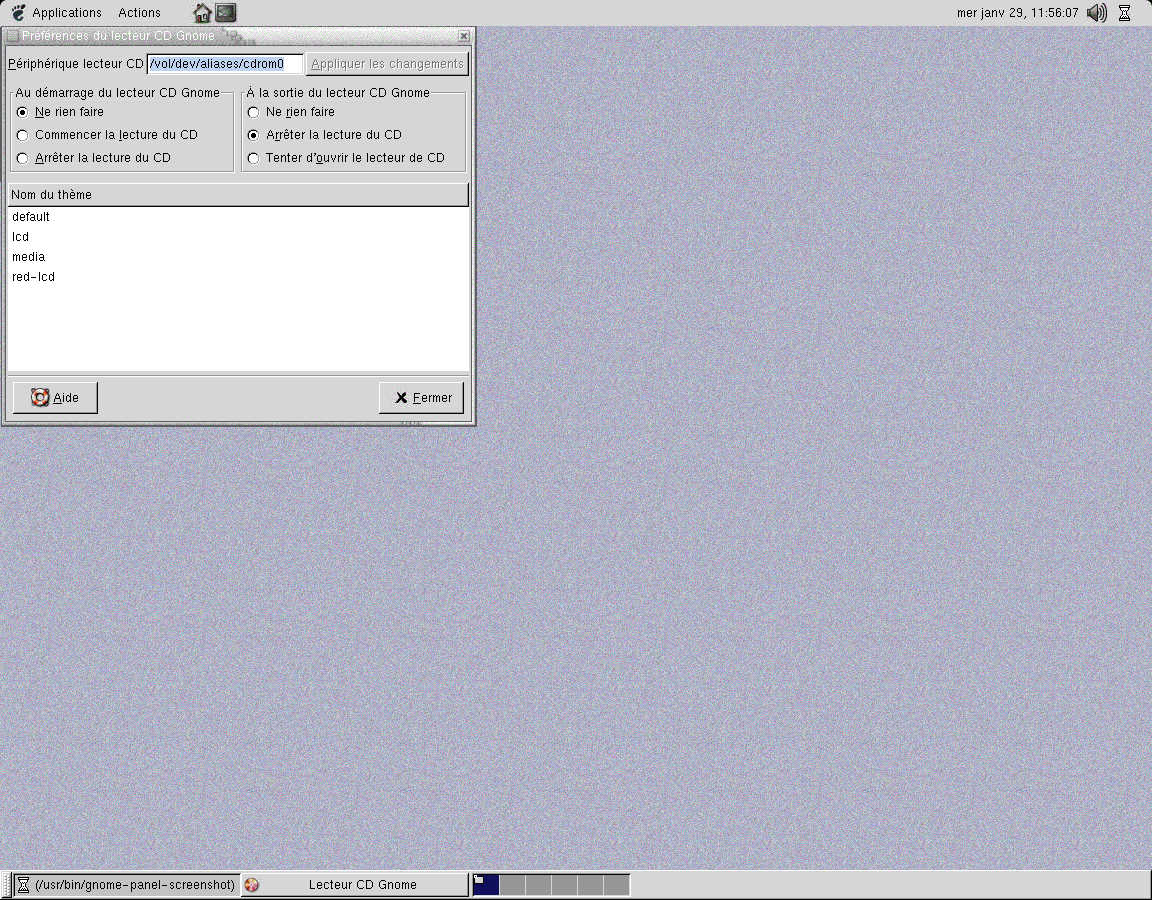 Applications Actions mer janv 29, 11:56:07
Préférences du lecteur CD Gnome
Périphérique lecteur CD /vol/dev/aliases/cdrom0 Appliquer les changements
Au démarrage du lecteur CD Gnome À la sortie du lecteur CD Gnome
Ne rien faire Ne rien faire
Commencer la lecture du CD Arrêter la lecture du CD
Arrêter la lecture du CD Tenter d'ouvrir le lecteur de CD
Nom du thème
default
lcd
media
red-lcd
Aide Fermer
(/usr/bin/gnome-panel-screenshot) Lecteur CD Gnome